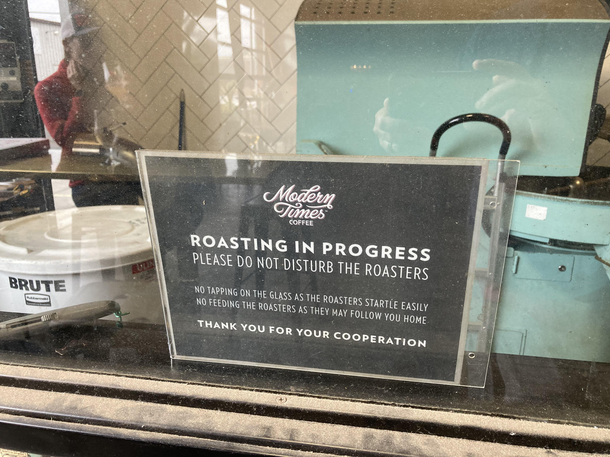 Modern
Times
COFFEE
ROASTING IN PROGRESS
PLEASE DO NOT DISTURB THE ROASTERS
NO TAPPING ON THE GLASS AS THE ROASTERS STARTLE EASILY
NO FEEDING THE ROASTERS AS THEY MAY FOLLOW YOU HOME
THANK YOU FOR YOUR COOPERATION
BRUTE
Rubbermaid